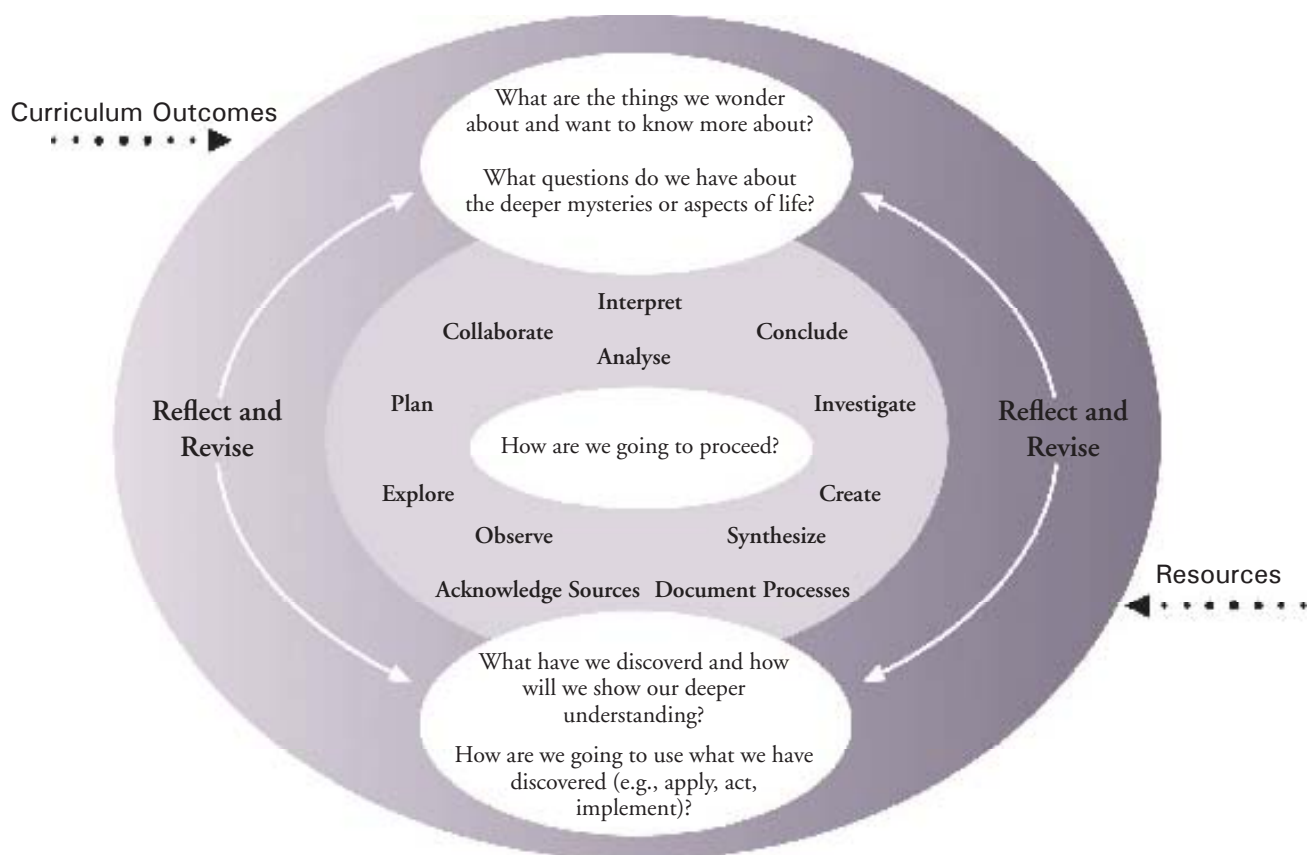 Curriculum Outcomes
What are the things we wonder
about and want to know more about?
What questions do we have about
the deeper mysteries or aspects of life?
Interpret
Collaborate
Conclude
Analyse
Plan
Investigate
Reflect and
Revise
How are we going to proceed?
Reflect and
Revise
Explore
Create
Observe
Synthesize
Acknowledge Sources
Document Processes
Resources
What have we discoverd and how
will we show our deeper
understanding?
How are we going to use what we have
discovered (e.g., apply, act,
implement)?